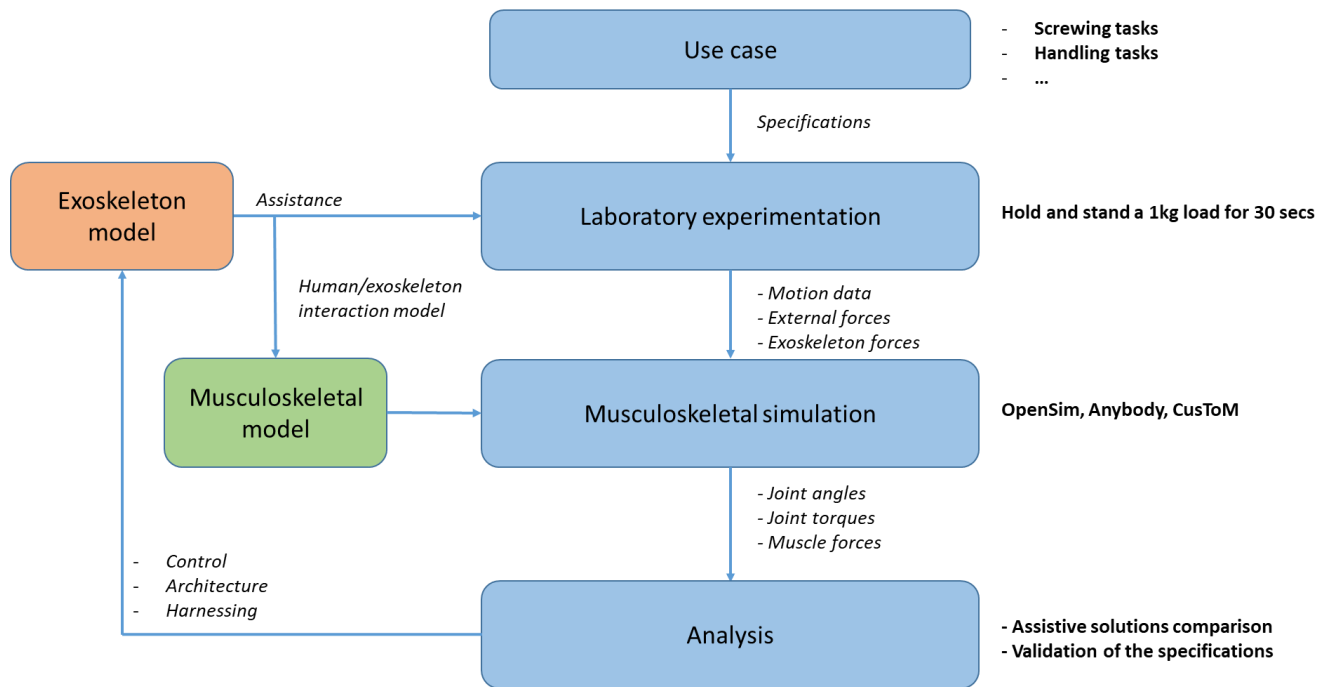 Use case
- Screwing tasks
- Handling tasks
- ...
Specifications
Exoskeleton
model
Assistance
Laboratory experimentation
Hold and stand a 1kg load for 30 secs
Human/exoskeleton
interaction model
- Motion data
- External forces
- Exoskeleton forces
Musculoskeletal
model
Musculoskeletal simulation
OpenSim, Anybody, CusToM
- Joint angles
- Joint torques
- Muscle forces
- Control
- Architecture
- Harnessing
Analysis
- Assistive solutions comparison
- Validation of the specifications